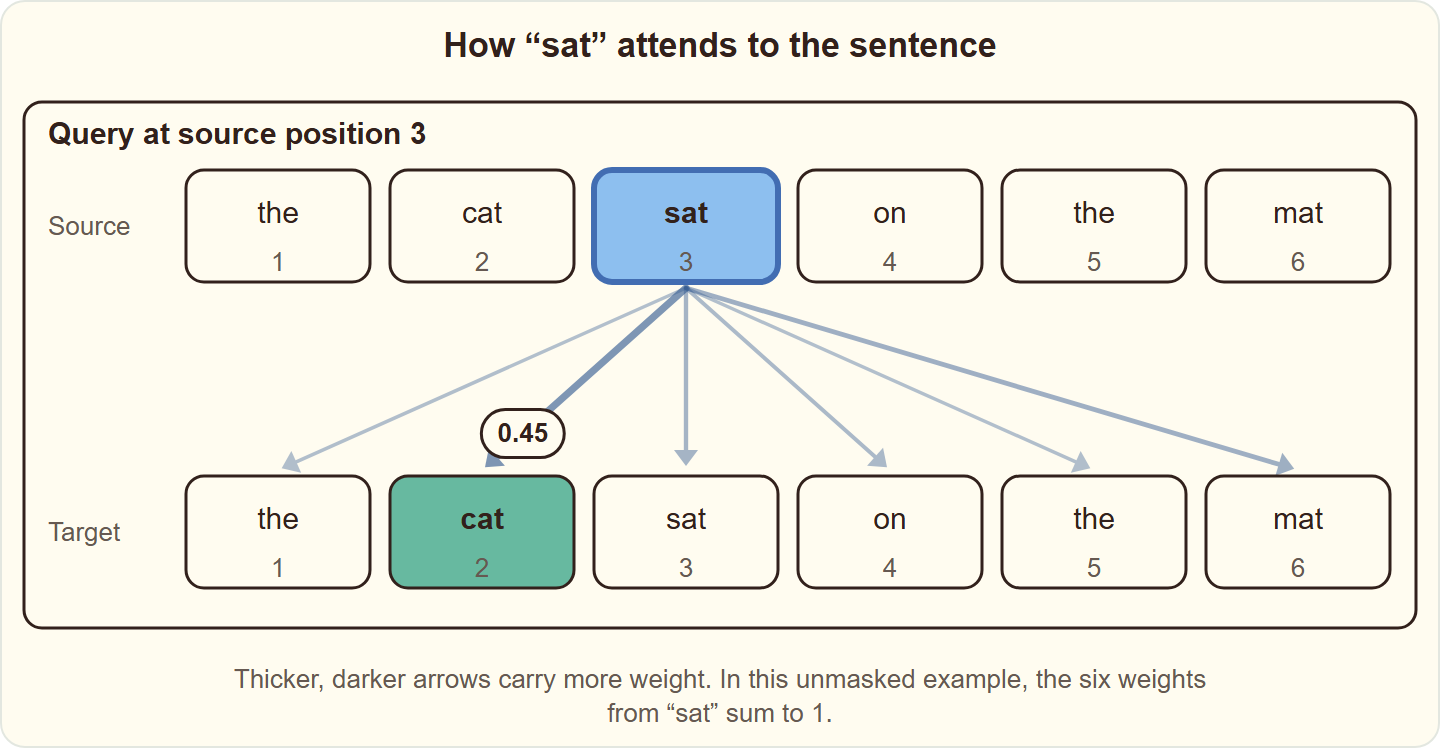 How “sat” attends to the sentence
Query at source position 3
Source
the
1
cat
2
sat
3
on
4
the
5
mat
6
0.45
Target
the
1
cat
2
sat
3
on
4
the
5
mat
6
Thicker, darker arrows carry more weight. In this unmasked example, the six weights
from “sat” sum to 1.